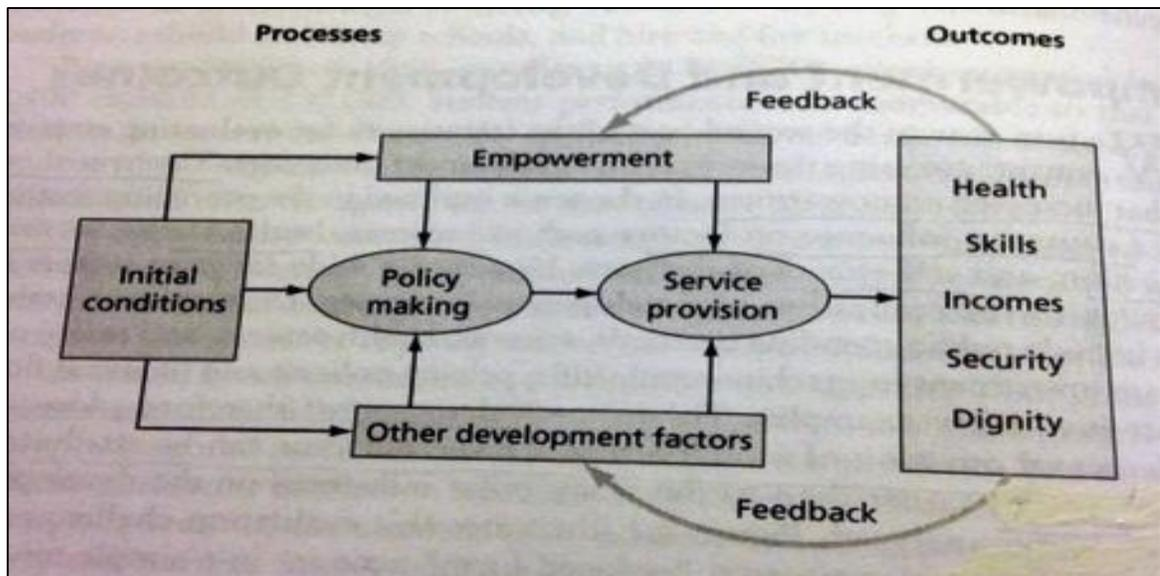 Processes
Outcomes
Feedback
Empowerment
Initial
conditions
Policy
making
Service
provision
Health
Skills
Incomes
Security
Dignity
Other development factors
Feedback